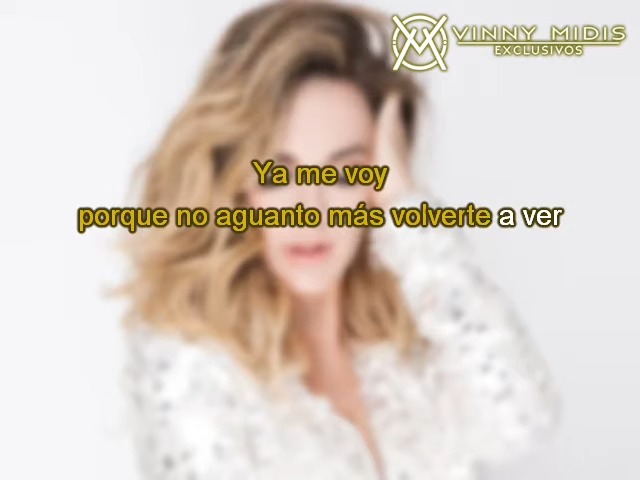 VINNY MIDIS
EXCLUSIVOS
Ya me voy
porque no aguanto más volverte a ver